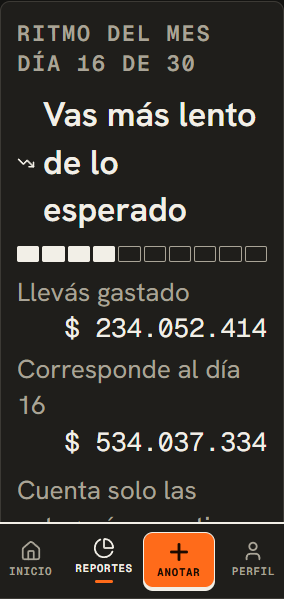 RITMO DEL MES
DÍA 16 DE 30
Vas más lento
de lo
esperado
Llevás gastado
$ 234.052.414
Corresponde al día
16
$ 534.037.334
Cuenta solo las
INICIO
REPORTES
ANOTAR
PERFIL